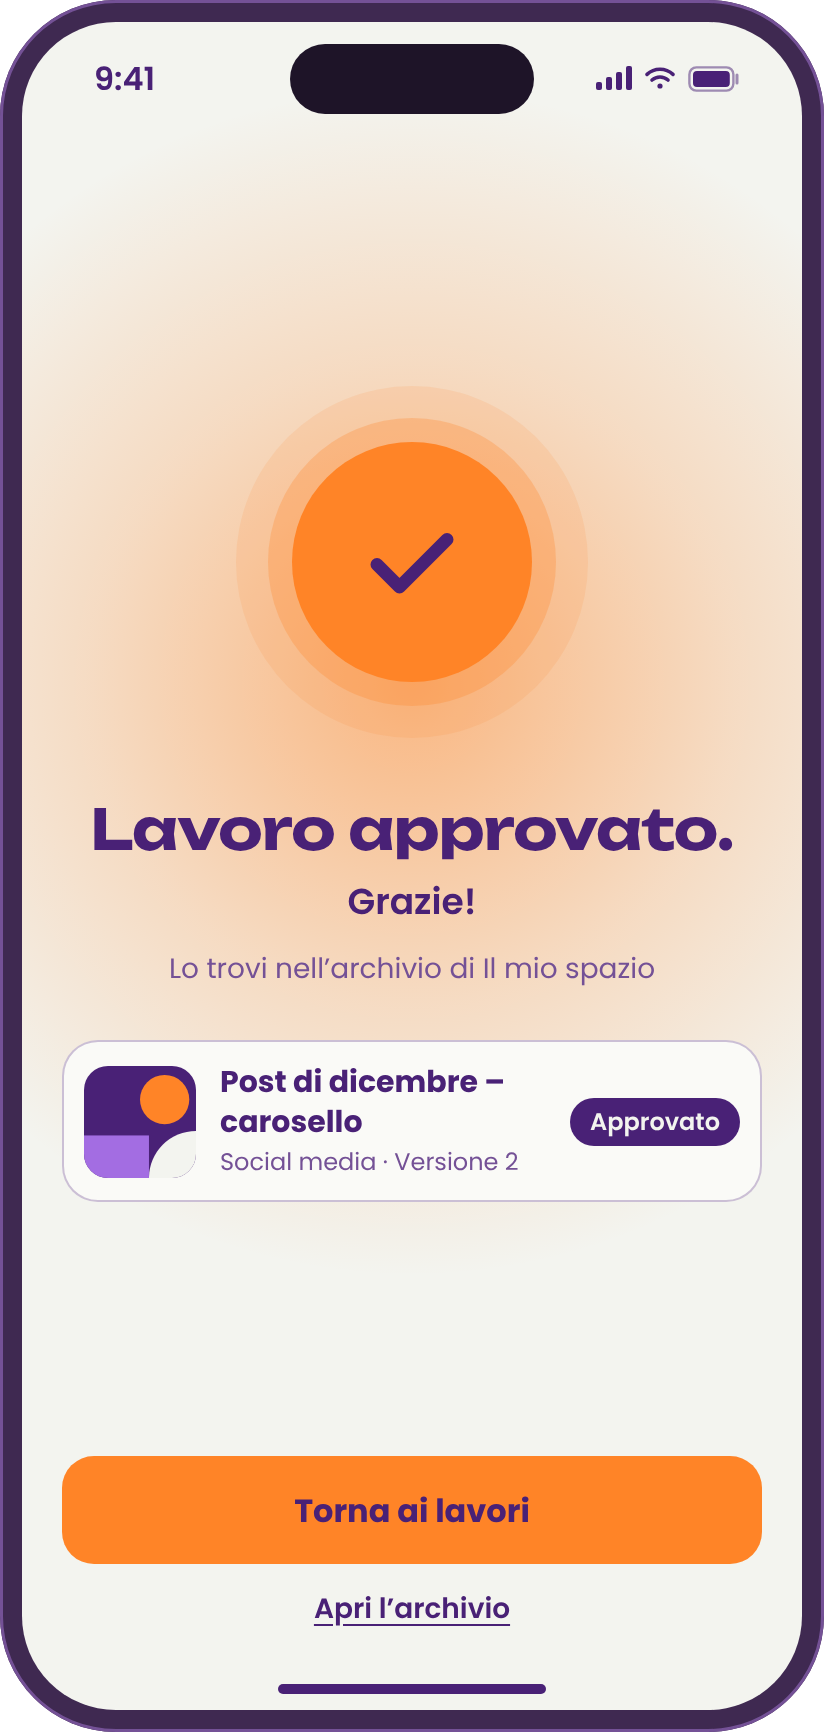 9:41
Lavoro approvato.
Grazie!
Lo trovi nell’archivio di Il mio spazio
Post di dicembre –
carosello
Social media · Versione 2
Approvato
Torna ai lavori
Apri l’archivio